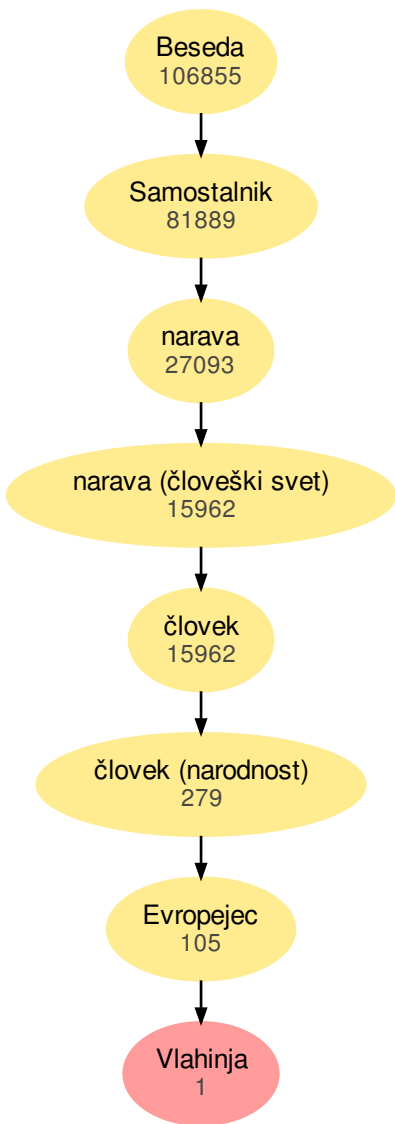 Beseda
106855
Samostalnik
81889
narava
27093
narava (človeški svet)
15962
človek
15962
človek (narodnost)
279
Evropejec
105
Vlahinja
1